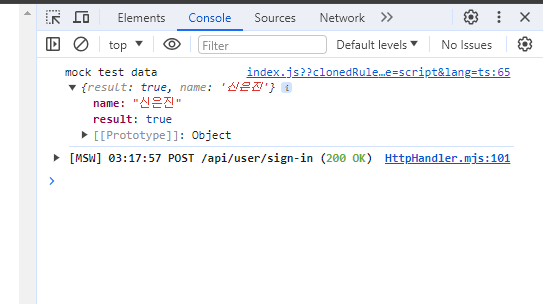 Elements Console Sources Network
top Filter Default levels No Issues
mock test data index.js??clonedRule…e=script&lang=ts:65
{result: true, name: '신은진'} i
name: "신은진"
result: true
[[Prototype]]: Object
[MSW] 03:17:57 POST /api/user/sign-in (200 OK) HttpHandler.mjs:101